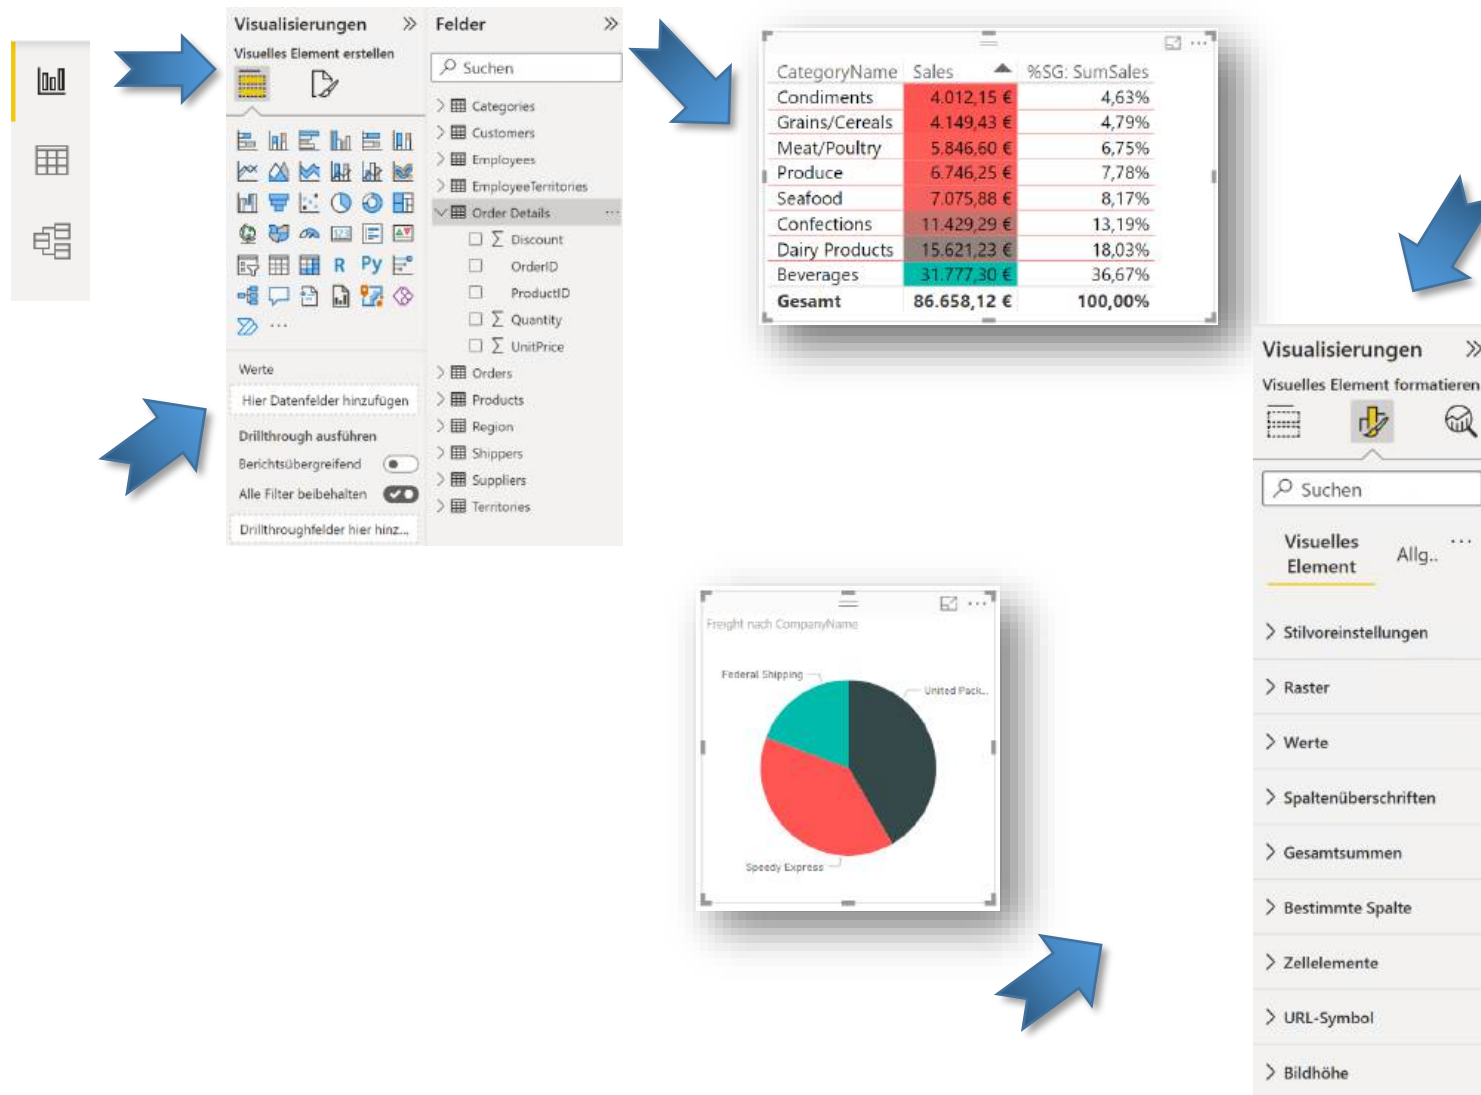 Visualisierungen
Visuelles Element erstellen
R Py
123
Werte
Hier Datenfelder hinzufügen
Drillthrough ausführen
Berichtsübergreifend
Alle Filter beibehalten
Drillthroughfelder hier hinz...
Felder
Suchen
Categories
Customers
Employees
EmployeeTerritories
Order Details ...
Σ Discount
OrderID
ProductID
Σ Quantity
Σ UnitPrice
Orders
Products
Region
Shippers
Suppliers
Territories
CategoryName Sales %SG: SumSales
Condiments 4.012,15 € 4,63%
Grains/Cereals 4.149,43 € 4,79%
Meat/Poultry 5.846,60 € 6,75%
Produce 6.746,25 € 7,78%
Seafood 7.075,88 € 8,17%
Confections 11.429,29 € 13,19%
Dairy Products 15.621,23 € 18,03%
Beverages 31.777,30 € 36,67%
Gesamt 86.658,12 € 100,00%
Freight nach CompanyName
Federal Shipping
United Pack...
Speedy Express
Visualisierungen
Visuelles Element formatieren
Suchen
Visuelles
Element
Allg..
Stilvoreinstellungen
Raster
Werte
Spaltenüberschriften
Gesamtsummen
Bestimmte Spalte
Zellelemente
URL-Symbol
Bildhöhe